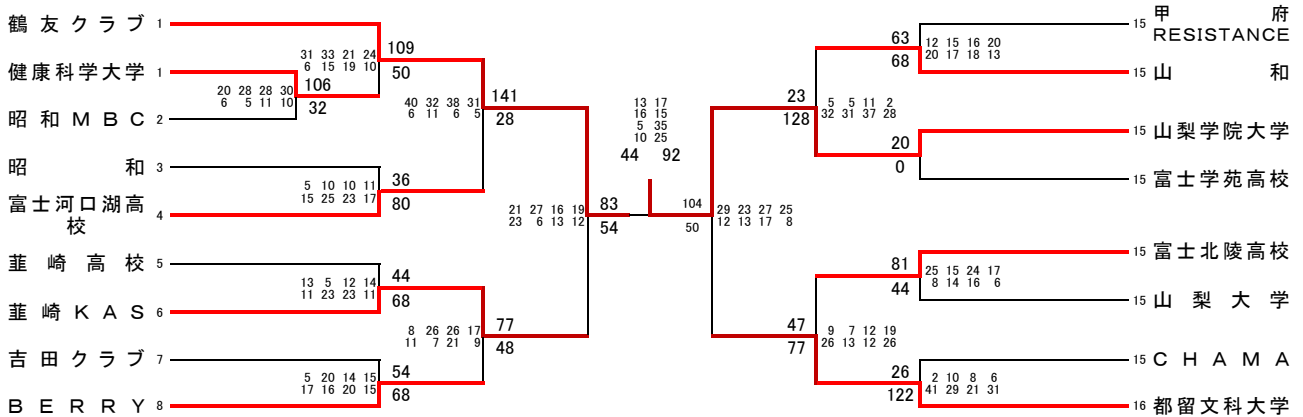 鶴友クラブ 1
健康科学大学 1
昭和MBC 2
昭和 3
富士河口湖高
校 4
韮崎高校 5
韮崎KAS 6
吉田クラブ 7
BERRY 8
20 28 28 30
6 5 11 10
106
32
31 33 21 24
6 15 19 10
109
50
5 10 10 11
15 25 23 17
36
80
40 32 38 31
6 11 6 5
141
28
13 5 12 14
11 23 23 11
44
68
5 20 14 15
17 16 20 15
54
68
8 26 26 17
11 7 21 9
77
48
21 27 16 19
23 6 13 12
83
54
13 17
16 15
5 35
10 25
44 92
104
50
29 23 27 25
12 13 17 8
23
128
5 5 11 2
32 31 37 28
63
68
12 15 16 20
20 17 18 13
20
0
47
77
9 7 12 19
26 13 12 26
81
44
25 15 24 17
8 14 16 6
26
122
2 10 8 6
41 29 21 31
15 甲府
RESISTANCE
15 山和
15 山梨学院大学
15 富士学苑高校
15 富士北陵高校
15 山梨大学
15 CHAMA
16 都留文科大学